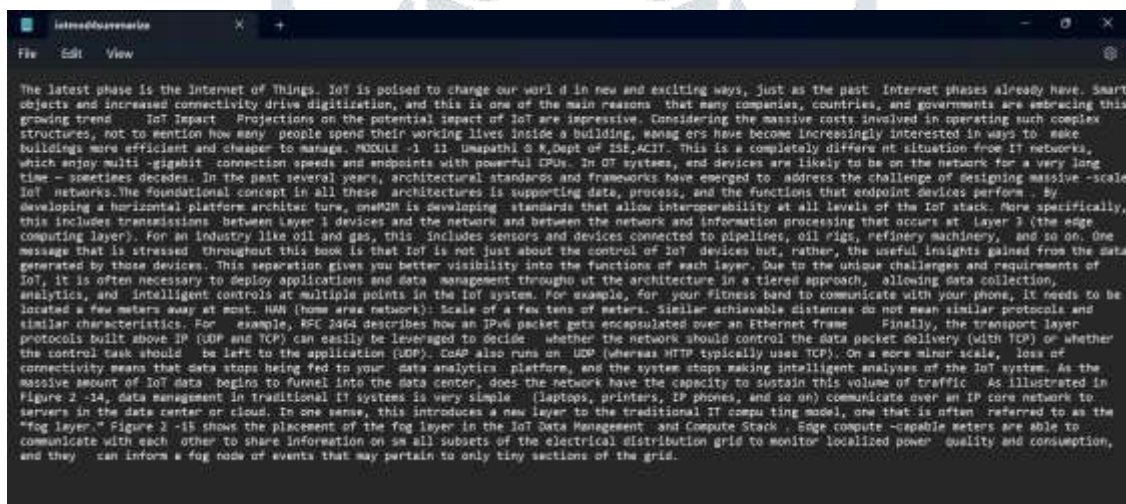 iotmod4summarize × +
File Edit View
The latest phase is the Internet of Things. IoT is poised to change our worl d in new and exciting ways, just as the past Internet phases already have. Smart
objects and increased connectivity drive digitization, and this is one of the main reasons that many companies, countries, and governments are embracing this
growing trend IoT Impact Projections on the potential impact of IoT are impressive. Considering the massive costs involved in operating such complex
structures, not to mention how many people spend their working lives inside a building, manag ers have become increasingly interested in ways to make
buildings more efficient and cheaper to manage. MODULE -1 11 Umapathi G R,Dept of ISE,ACIT. This is a completely differe nt situation from IT networks,
which enjoy multi -gigabit connection speeds and endpoints with powerful CPUs. In OT systems, end devices are likely to be on the network for a very long
time – sometimes decades. In the past several years, architectural standards and frameworks have emerged to address the challenge of designing massive -scale
IoT networks.The foundational concept in all these architectures is supporting data, process, and the functions that endpoint devices perform . By
developing a horizontal platform architec ture, oneM2M is developing standards that allow interoperability at all levels of the IoT stack. More specifically,
this includes transmissions between Layer 1 devices and the network and between the network and information processing that occurs at Layer 3 (the edge
computing layer). For an industry like oil and gas, this includes sensors and devices connected to pipelines, oil rigs, refinery machinery, and so on. One
message that is stressed throughout this book is that IoT is not just about the control of IoT devices but, rather, the useful insights gained from the data
generated by those devices. This separation gives you better visibility into the functions of each layer. Due to the unique challenges and requirements of
IoT, it is often necessary to deploy applications and data management througho ut the architecture in a tiered approach, allowing data collection,
analytics, and intelligent controls at multiple points in the IoT system. For example, for your fitness band to communicate with your phone, it needs to be
located a few meters away at most. HAN (home area network): Scale of a few tens of meters. Similar achievable distances do not mean similar protocols and
similar characteristics. For example, RFC 2464 describes how an IPv6 packet gets encapsulated over an Ethernet frame Finally, the transport layer
protocols built above IP (UDP and TCP) can easily be leveraged to decide whether the network should control the data packet delivery (with TCP) or whether
the control task should be left to the application (UDP). CoAP also runs on UDP (whereas HTTP typically uses TCP). On a more minor scale, loss of
connectivity means that data stops being fed to your data analytics platform, and the system stops making intelligent analyses of the IoT system. As the
massive amount of IoT data begins to funnel into the data center, does the network have the capacity to sustain this volume of traffic As illustrated in
Figure 2 -14, data management in traditional IT systems is very simple (laptops, printers, IP phones, and so on) communicate over an IP core network to
servers in the data center or cloud. In one sense, this introduces a new layer to the traditional IT compu ting model, one that is often referred to as the
"fog layer." Figure 2 -15 shows the placement of the fog layer in the IoT Data Management and Compute Stack . Edge compute -capable meters are able to
communicate with each other to share information on sm all subsets of the electrical distribution grid to monitor localized power quality and consumption,
and they can inform a fog node of events that may pertain to only tiny sections of the grid.